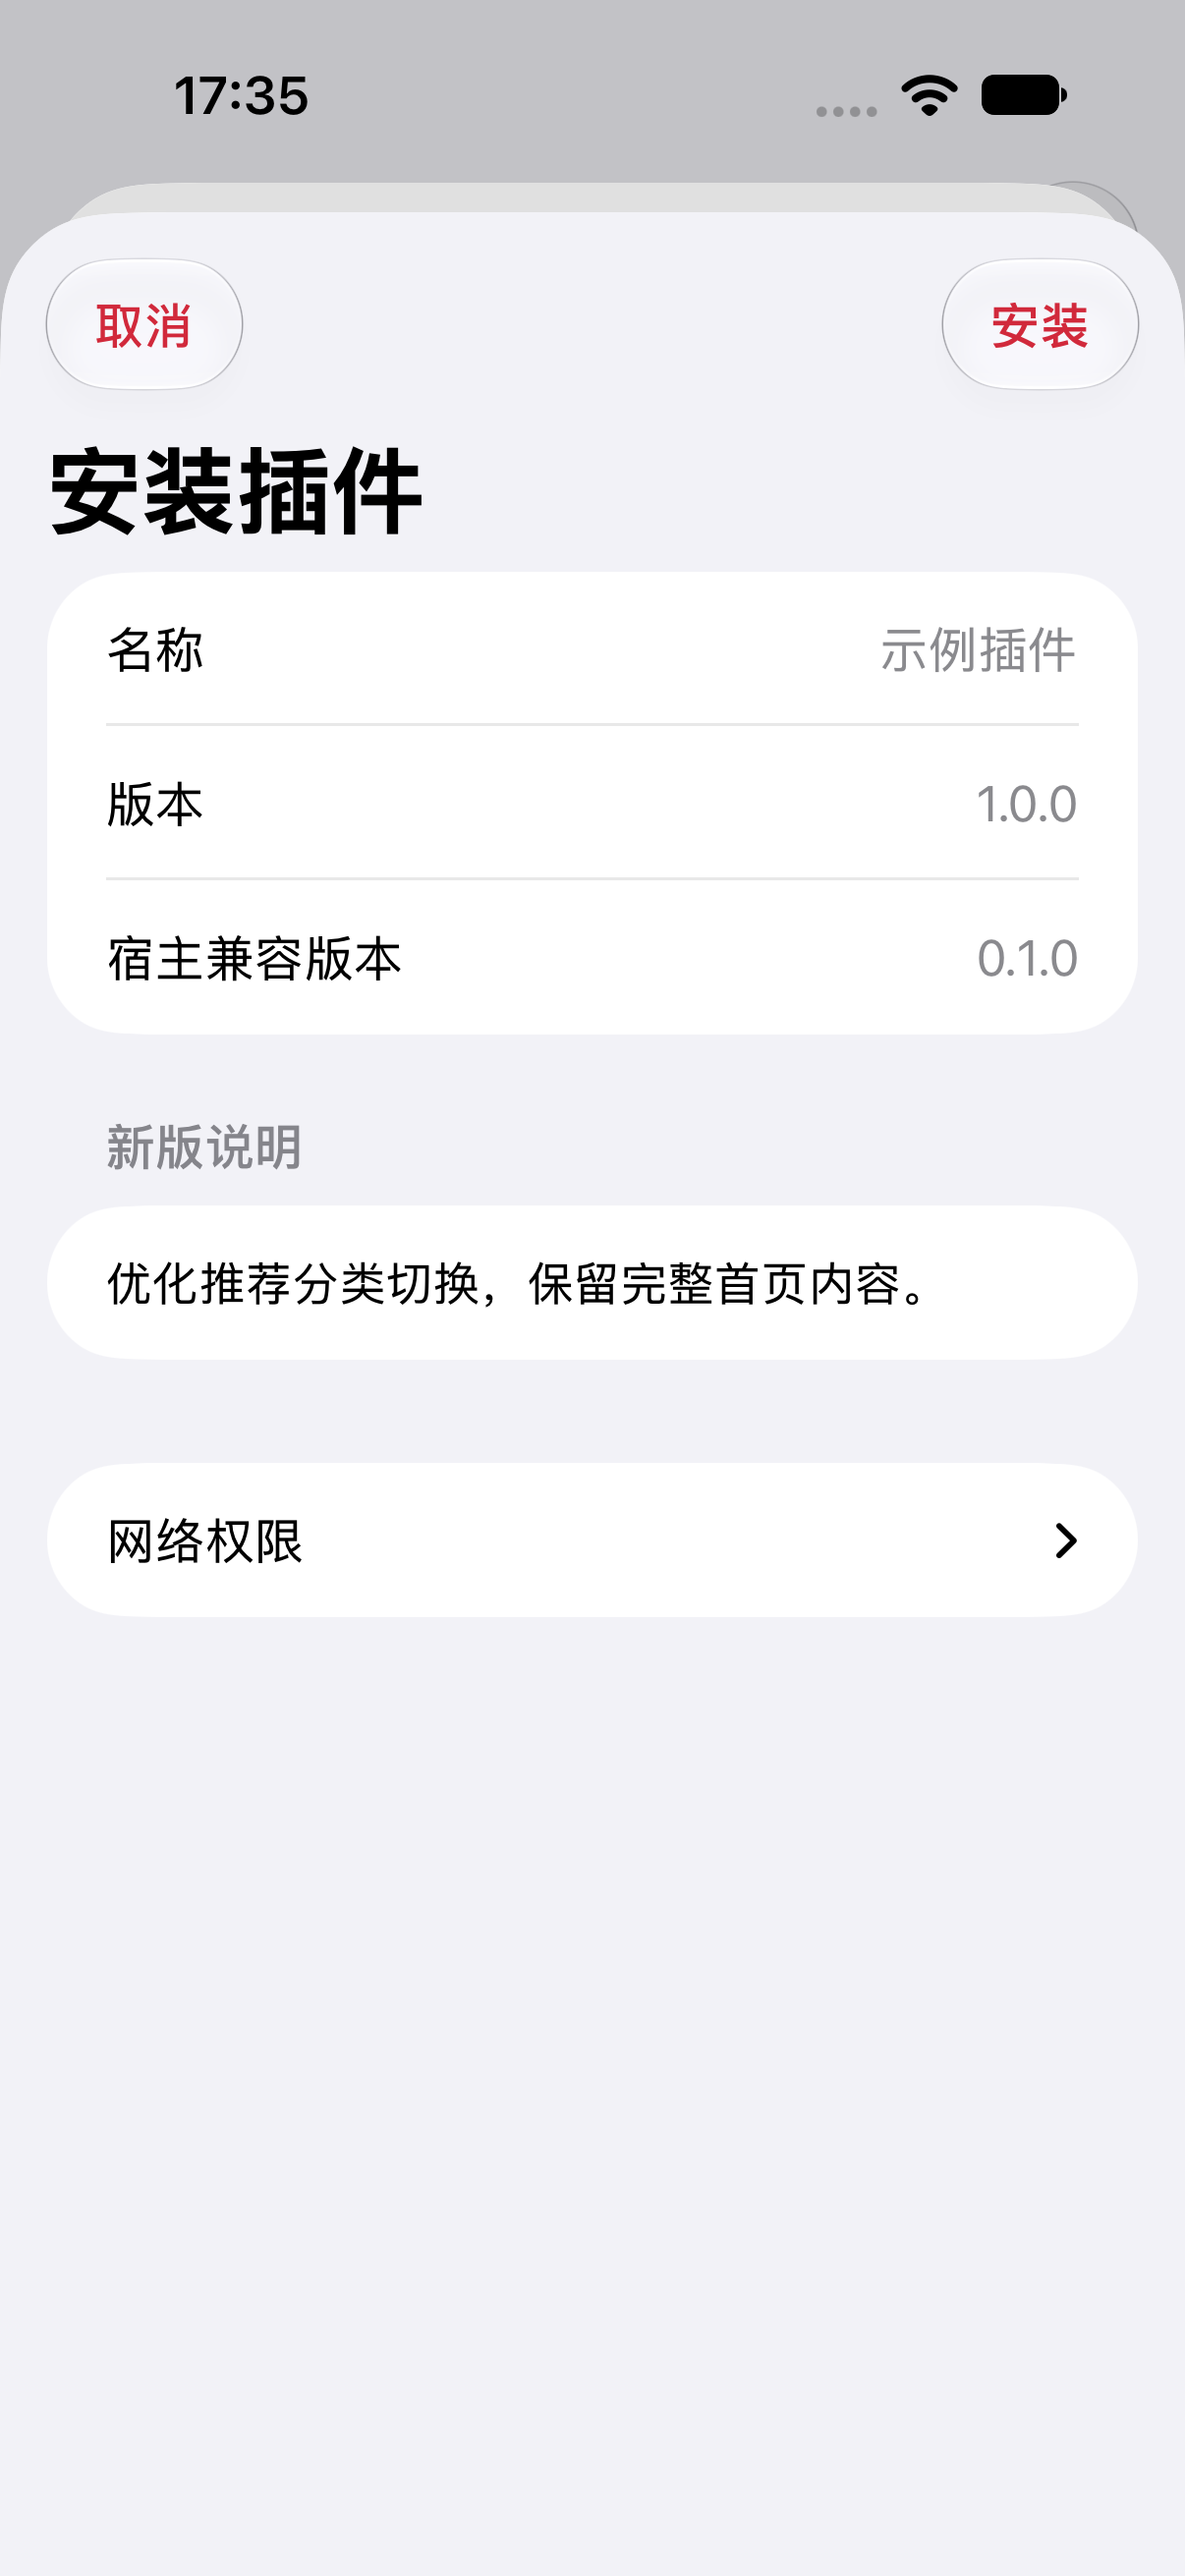 17:35
取消
安装
安装插件
名称 示例插件
版本 1.0.0
宿主兼容版本 0.1.0
新版说明
优化推荐分类切换，保留完整首页内容。
网络权限